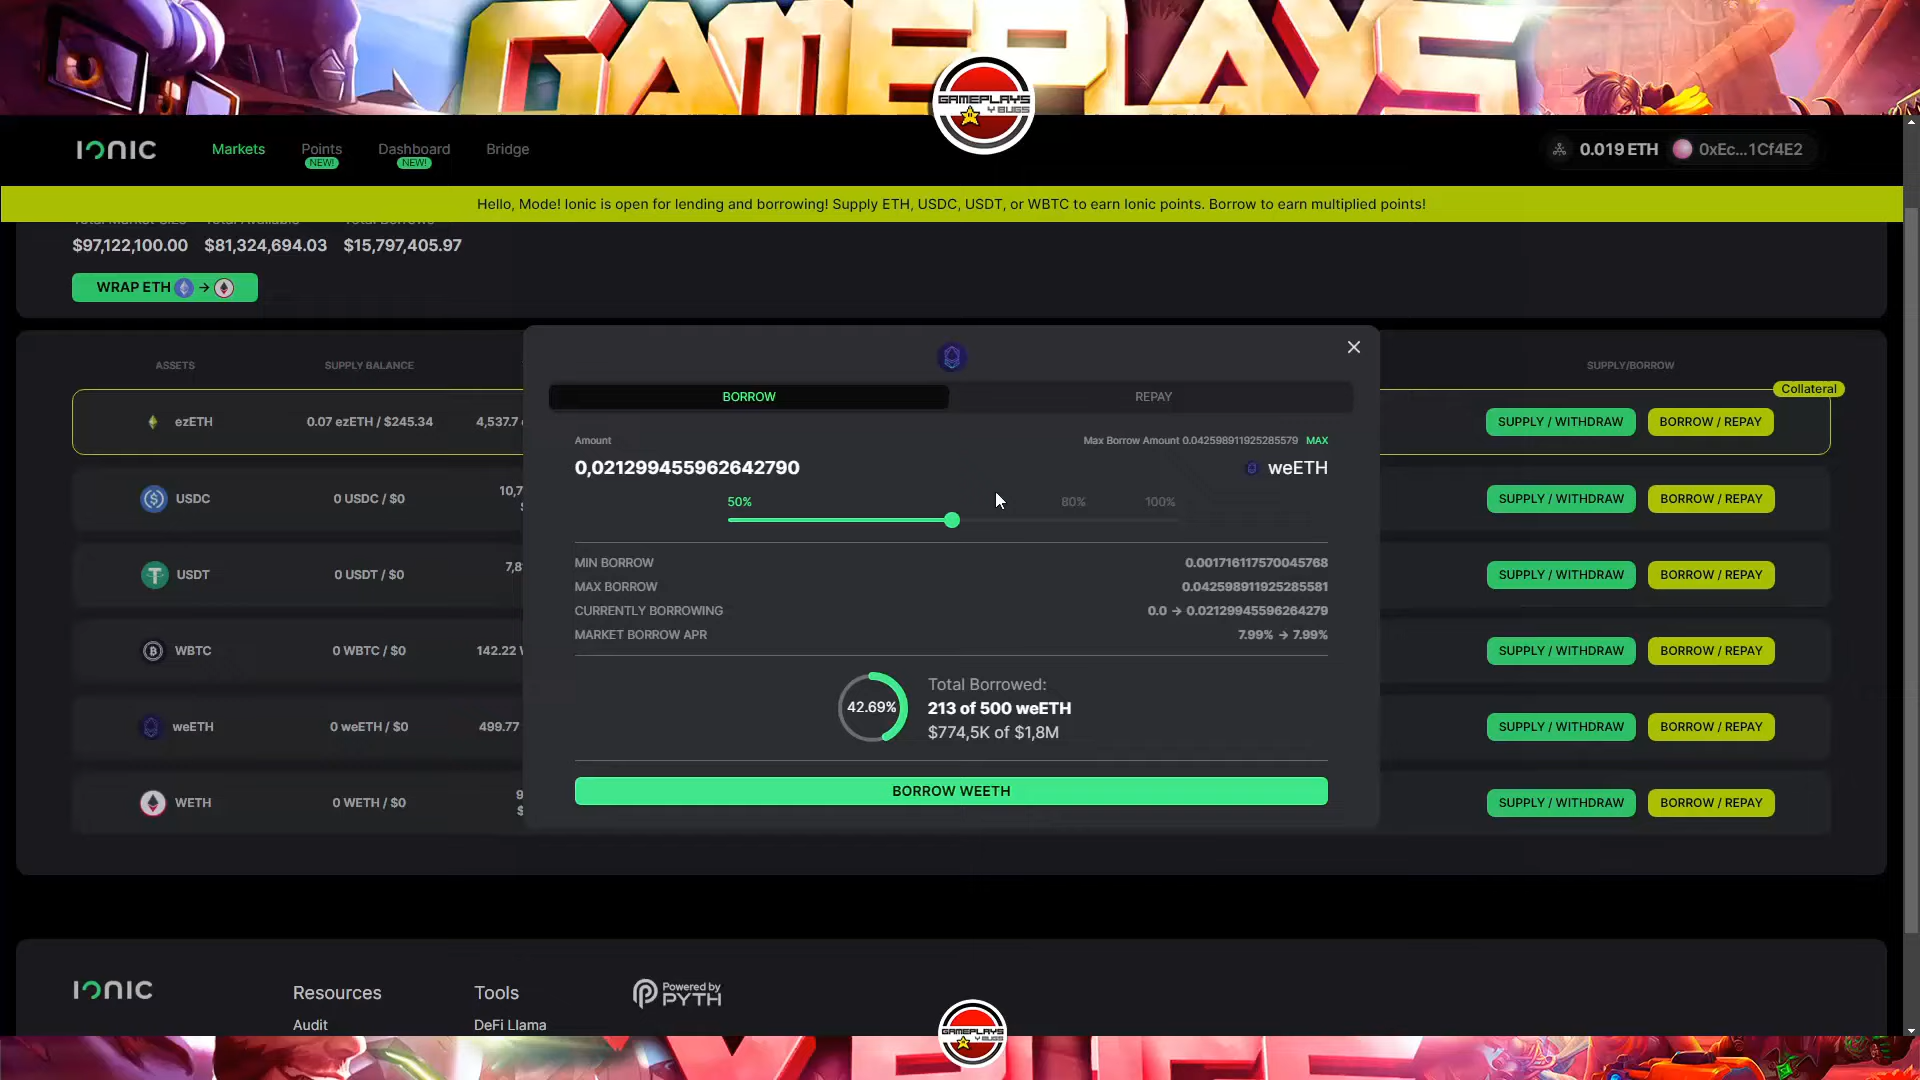 GAMEPLAYS
GAMEPLAYS
Y BUGS
IONIC
Markets
Points
NEW!
Dashboard
NEW!
Bridge
0.019 ETH
0xEc...1Cf4E2
Hello, Mode! Ionic is open for lending and borrowing! Supply ETH, USDC, USDT, or WBTC to earn Ionic points. Borrow to earn multiplied points!
$97,122,100.00 $81,324,694.03 $15,797,405.97
WRAP ETH
ASSETS SUPPLY BALANCE SUPPLY/BORROW
Collateral
ezETH 0.07 ezETH / $245.34 4,537.7 SUPPLY / WITHDRAW BORROW / REPAY
USDC 0 USDC / $0 10,7 SUPPLY / WITHDRAW BORROW / REPAY
USDT 0 USDT / $0 7,8 SUPPLY / WITHDRAW BORROW / REPAY
WBTC 0 WBTC / $0 142.22 SUPPLY / WITHDRAW BORROW / REPAY
weETH 0 weETH / $0 499.77 SUPPLY / WITHDRAW BORROW / REPAY
WETH 0 WETH / $0 9 SUPPLY / WITHDRAW BORROW / REPAY
BORROW REPAY
Amount Max Borrow Amount 0.042598911925285579 MAX
0,021299455962642790 weETH
50% 80% 100%
MIN BORROW 0.001716117570045768
MAX BORROW 0.042598911925285581
CURRENTLY BORROWING 0.0 → 0.02129945596264279
MARKET BORROW APR 7.99% → 7.99%
42.69%
Total Borrowed:
213 of 500 weETH
$774,5K of $1,8M
BORROW WEETH
IONIC
Resources
Audit
Tools
DeFi Llama
Powered by
PYTH
GAMEPLAYS